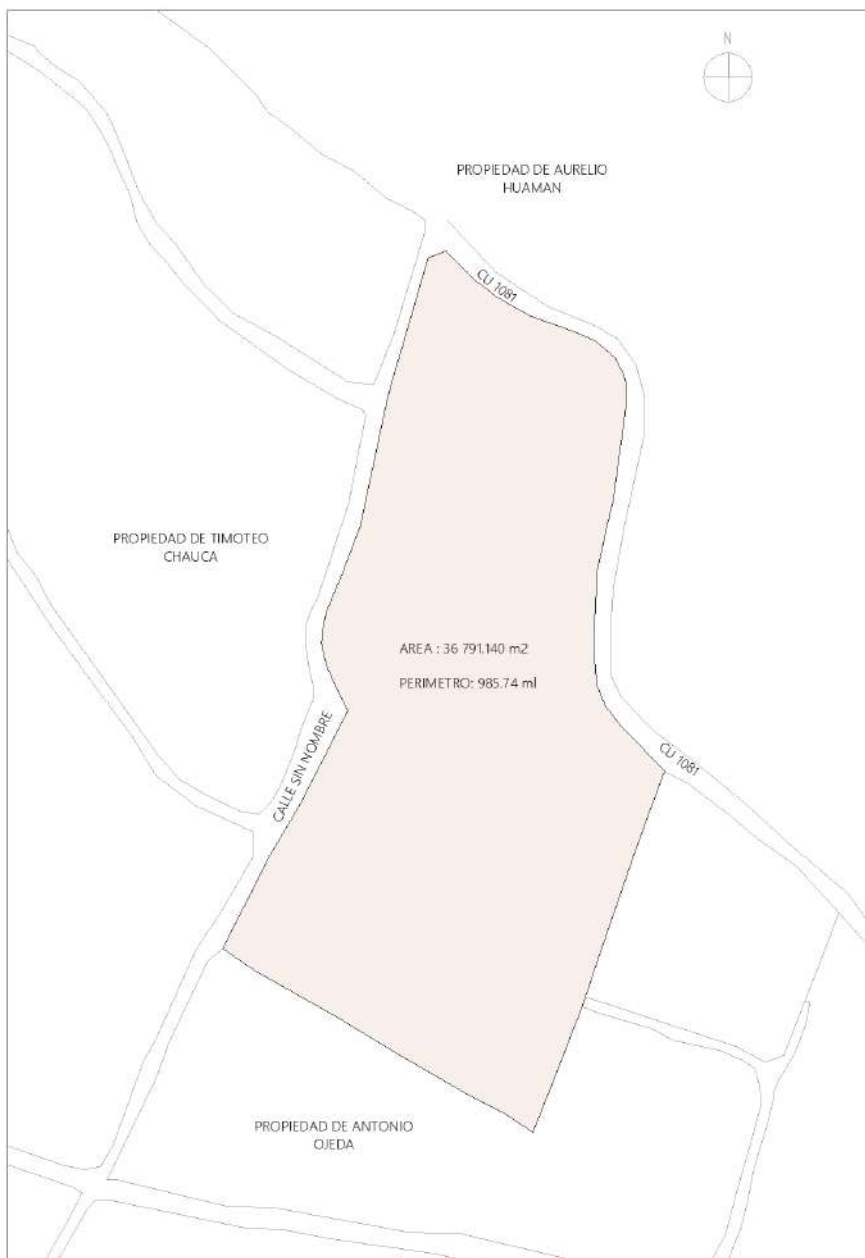 N
PROPIEDAD DE AURELIO
HUAMAN
CU 1081
PROPIEDAD DE TIMOTEO
CHAUCA
AREA : 36 791.140 m2
PERIMETRO: 985.74 ml
CALLE SIN NOMBRE
CU 1081
PROPIEDAD DE ANTONIO
OJEDA